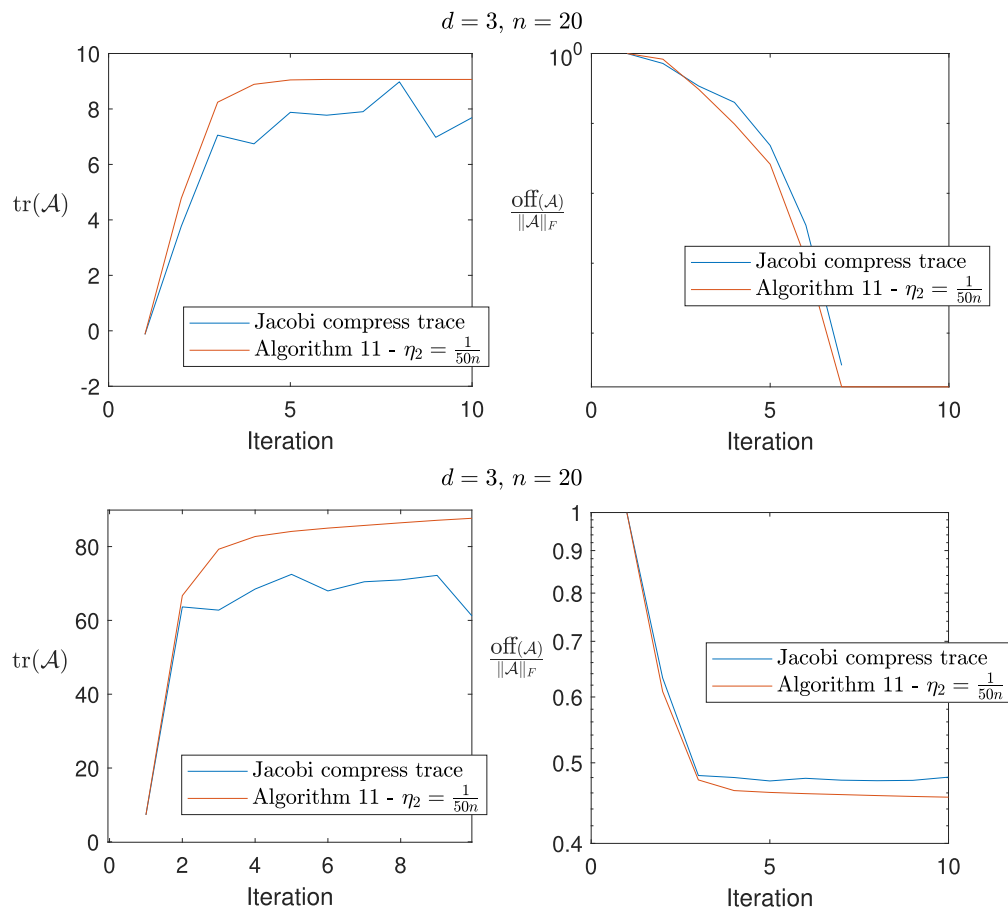 d = 3, n = 20
10
8
6
4
2
0
-2
tr(𝒜)
0
5
10
Iteration
Jacobi compress trace
Algorithm 11 - η₂ = 1/50n
10⁰
off(𝒜)/‖𝒜‖_F
0
5
10
Iteration
Jacobi compress trace
Algorithm 11 - η₂ = 1/50n
d = 3, n = 20
80
60
40
20
0
tr(𝒜)
0
2
4
6
8
Iteration
Jacobi compress trace
Algorithm 11 - η₂ = 1/50n
1
0.9
0.8
0.7
0.6
0.5
0.4
off(𝒜)/‖𝒜‖_F
0
5
10
Iteration
Jacobi compress trace
Algorithm 11 - η₂ = 1/50n